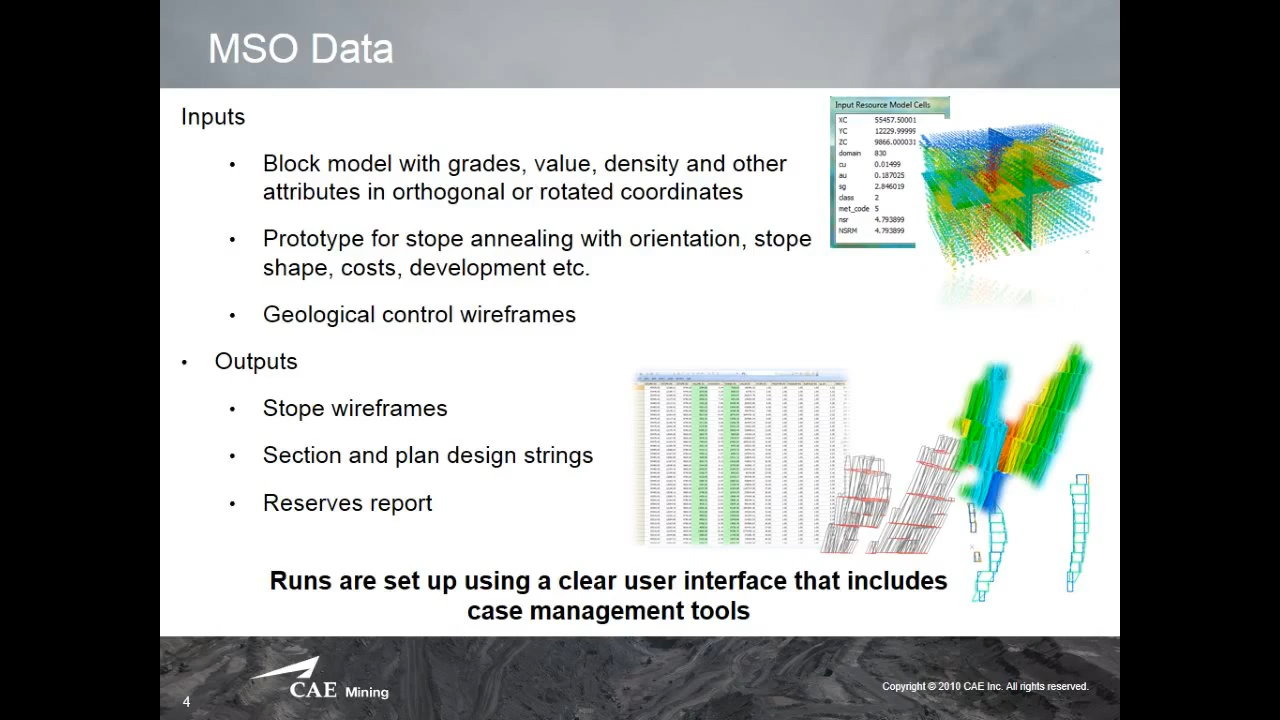 MSO Data
Inputs
• Block model with grades, value, density and other
attributes in orthogonal or rotated coordinates
• Prototype for stope annealing with orientation, stope
shape, costs, development etc.
• Geological control wireframes
• Outputs
• Stope wireframes
• Section and plan design strings
• Reserves report
Input Resource Model Cells
XC 55457.50001
YC 12229.99995
ZC 9866.000031
domain 830
cu 0.01499
au 0.187025
sg 2.846019
class 2
met_code 5
nsr 4.793899
NSRM 4.793899
Runs are set up using a clear user interface that includes
case management tools
CAE Mining
Copyright © 2010 CAE Inc. All rights reserved.
4